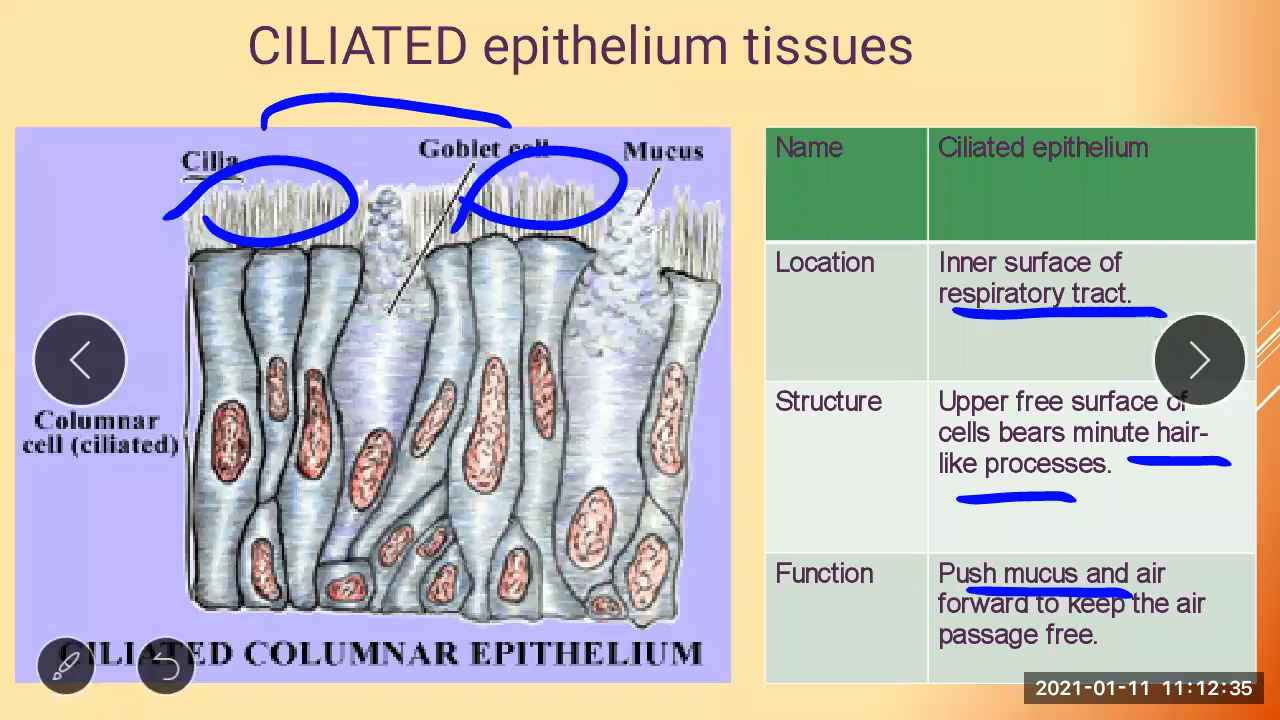 CILIATED epithelium tissues
Cilia
Goblet cell
Mucus
Columnar
cell (ciliated)
CILIATED COLUMNAR EPITHELIUM
Name
Ciliated epithelium
Location
Inner surface of
respiratory tract.
Structure
Upper free surface of
cells bears minute hair-
like processes.
Function
Push mucus and air
forward to keep the air
passage free.
2021-01-11 11:12:35